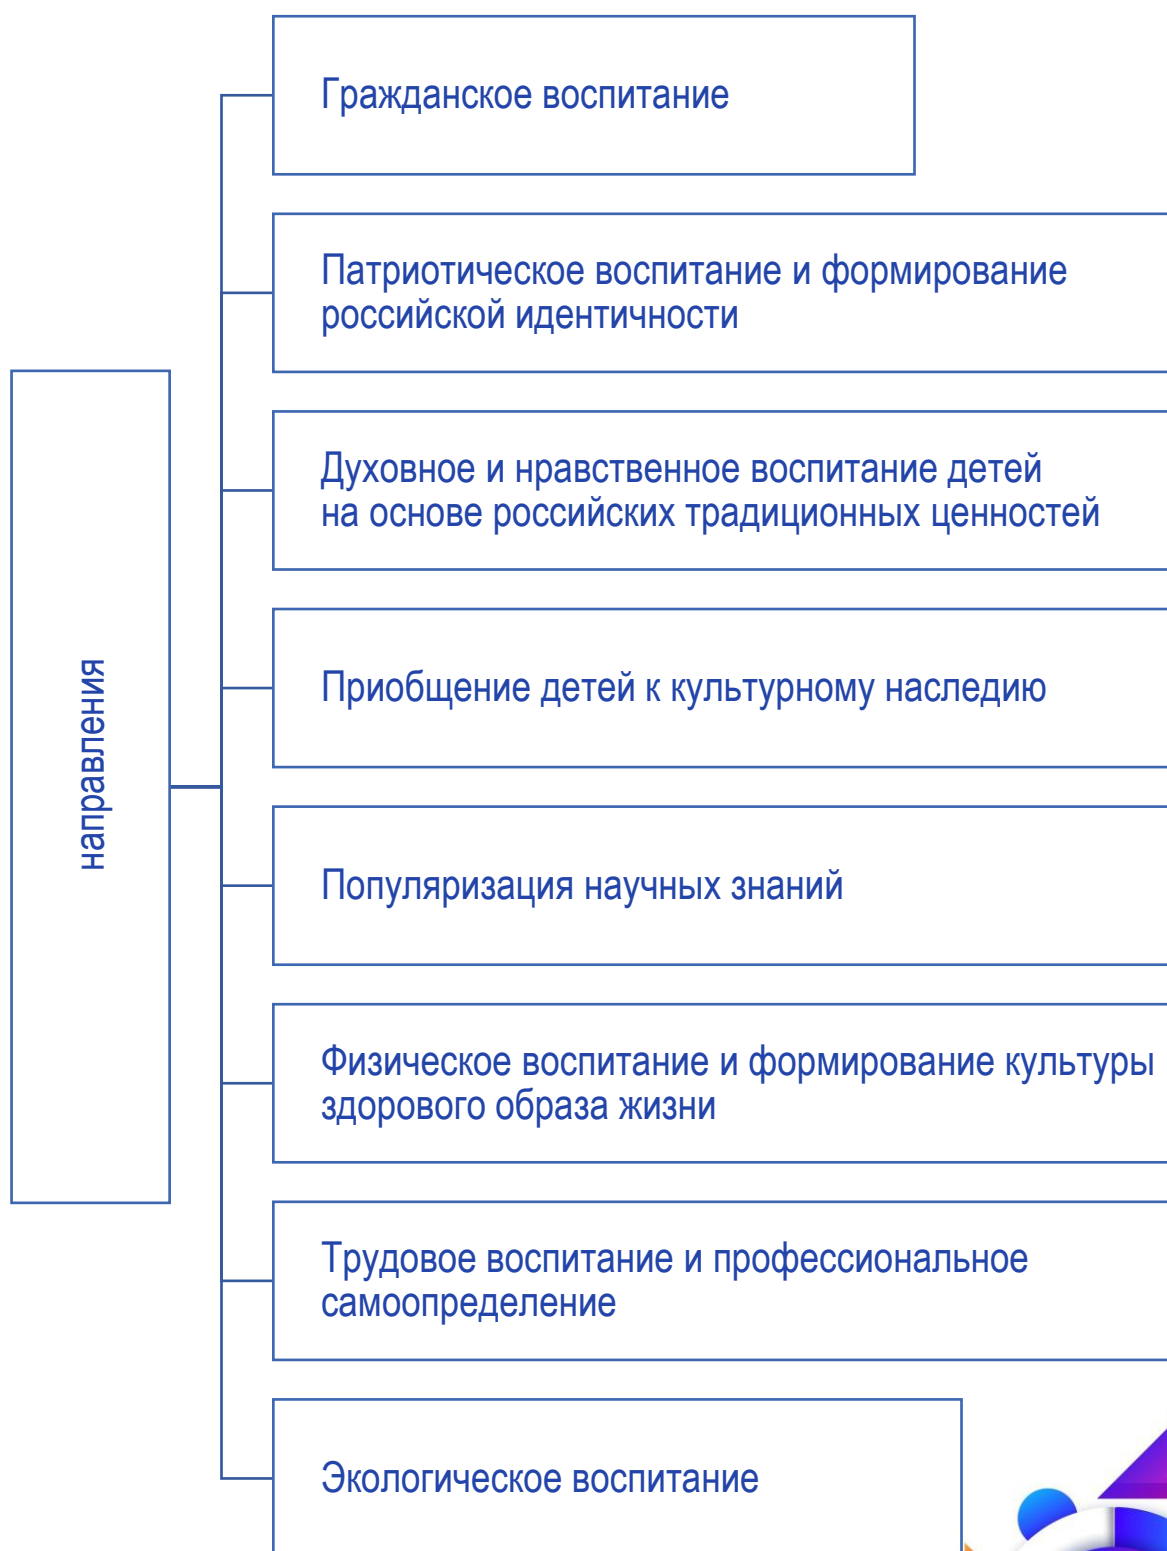 направления
Гражданское воспитание
Патриотическое воспитание и формирование
российской идентичности
Духовное и нравственное воспитание детей
на основе российских традиционных ценностей
Приобщение детей к культурному наследию
Популяризация научных знаний
Физическое воспитание и формирование культуры
здорового образа жизни
Трудовое воспитание и профессиональное
самоопределение
Экологическое воспитание